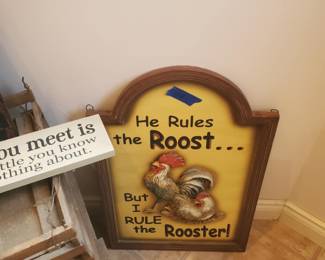 ou meet is
ttle you know
othing about.
He Rules
the Roost...
But
I
RULE
the Rooster!